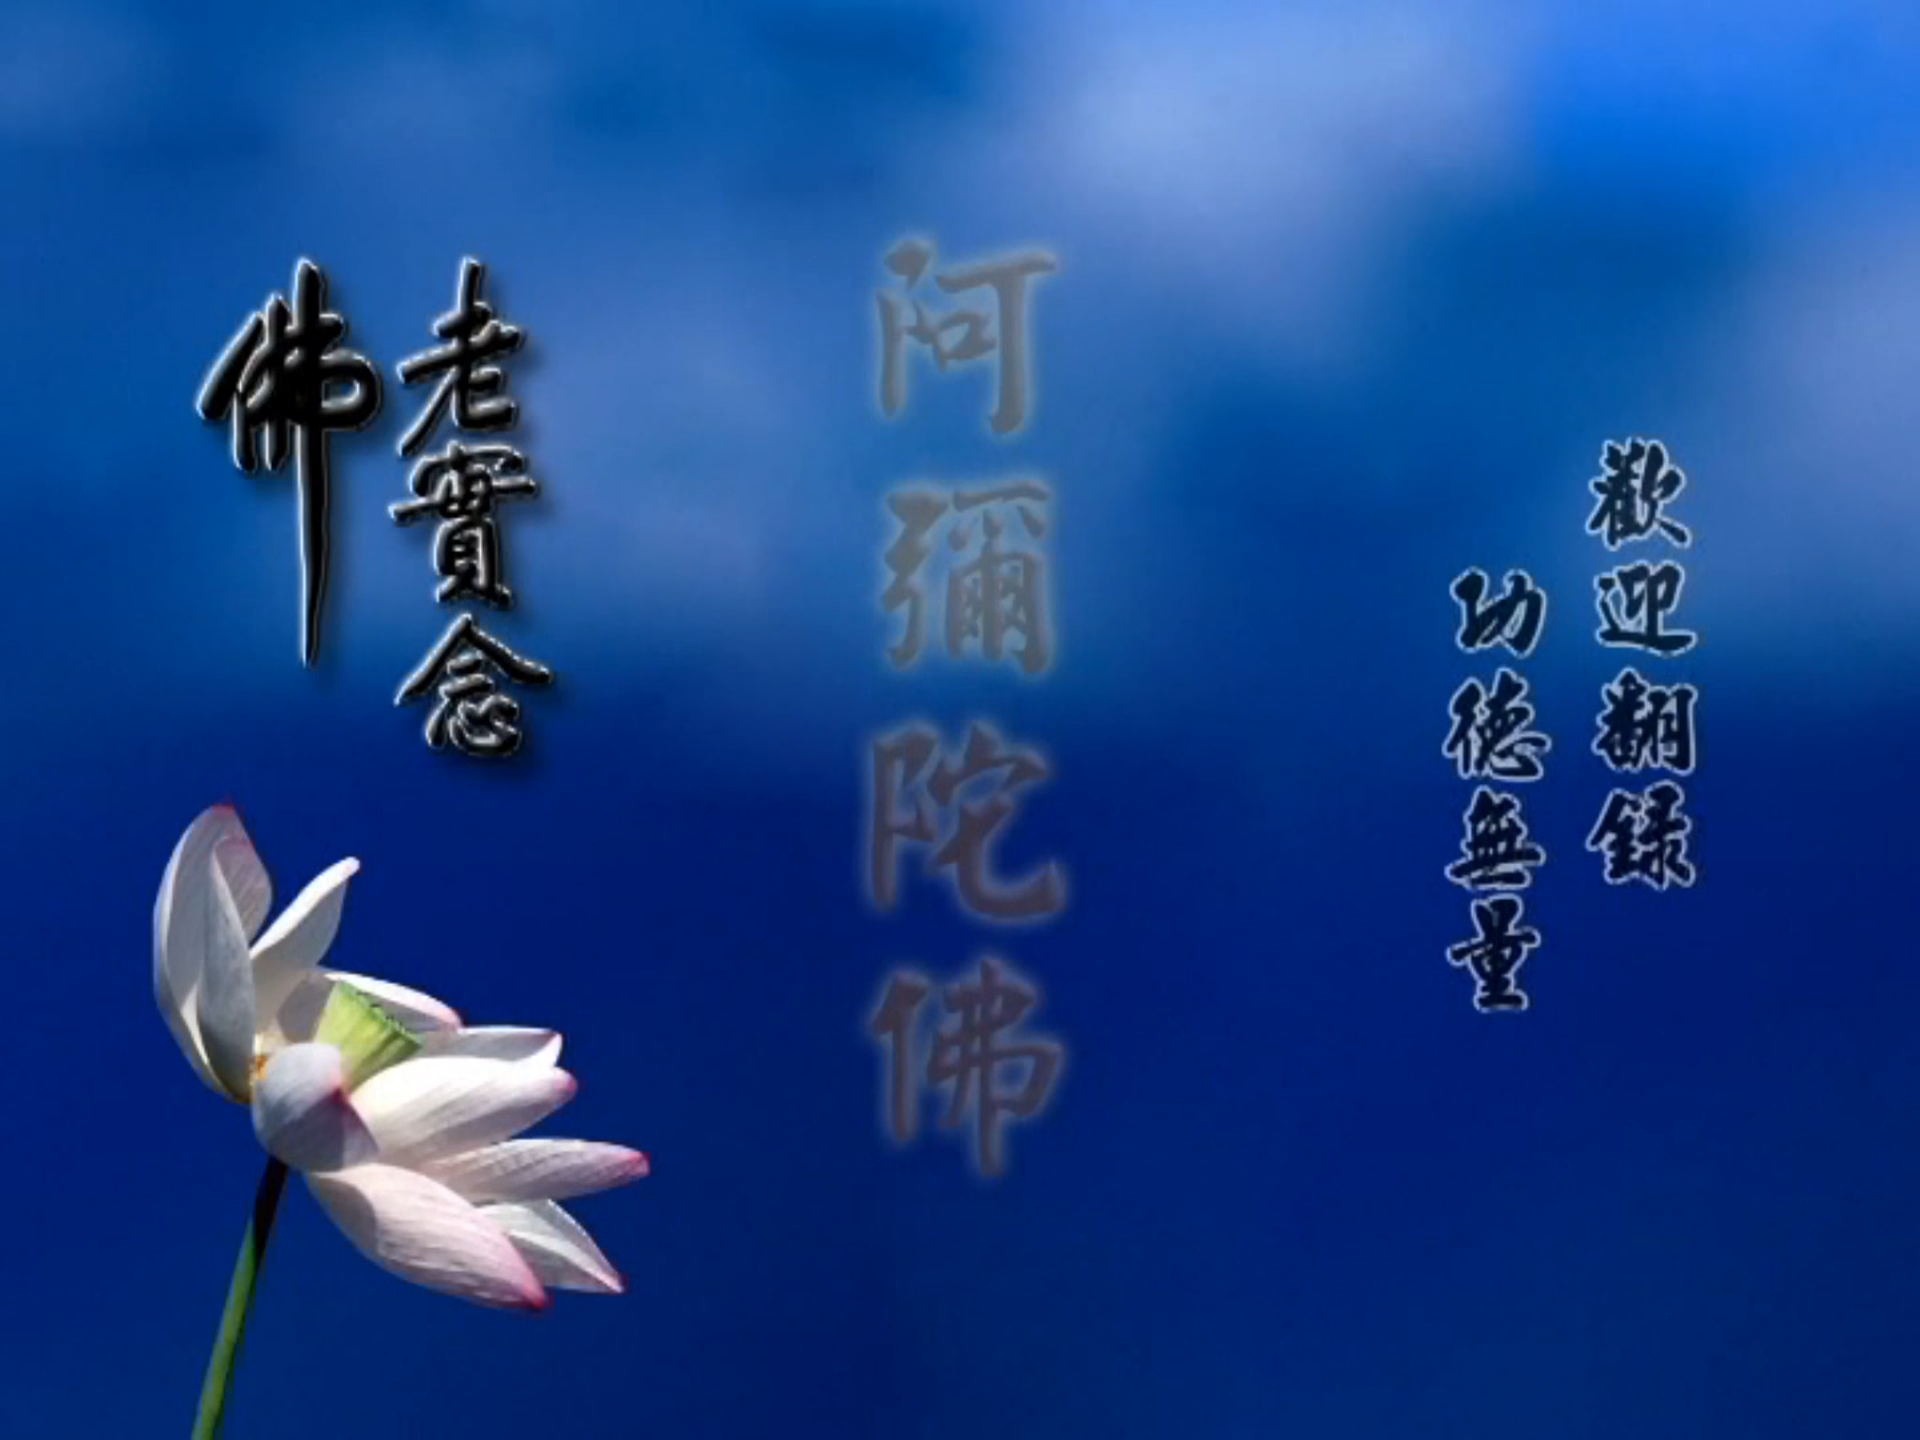 歡迎翻錄
功德無量
阿彌陀佛
老實念
佛